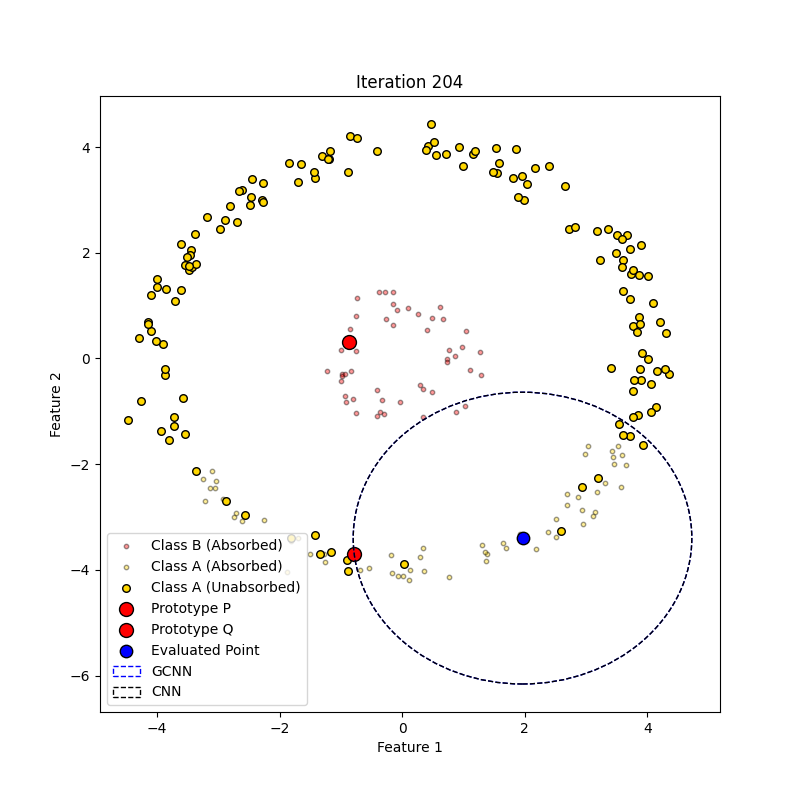 Iteration 204
Feature 2
4
2
0
−2
−4
−6
Class B (Absorbed)
Class A (Absorbed)
Class A (Unabsorbed)
Prototype P
Prototype Q
Evaluated Point
GCNN
CNN
−4 −2 0 2 4
Feature 1